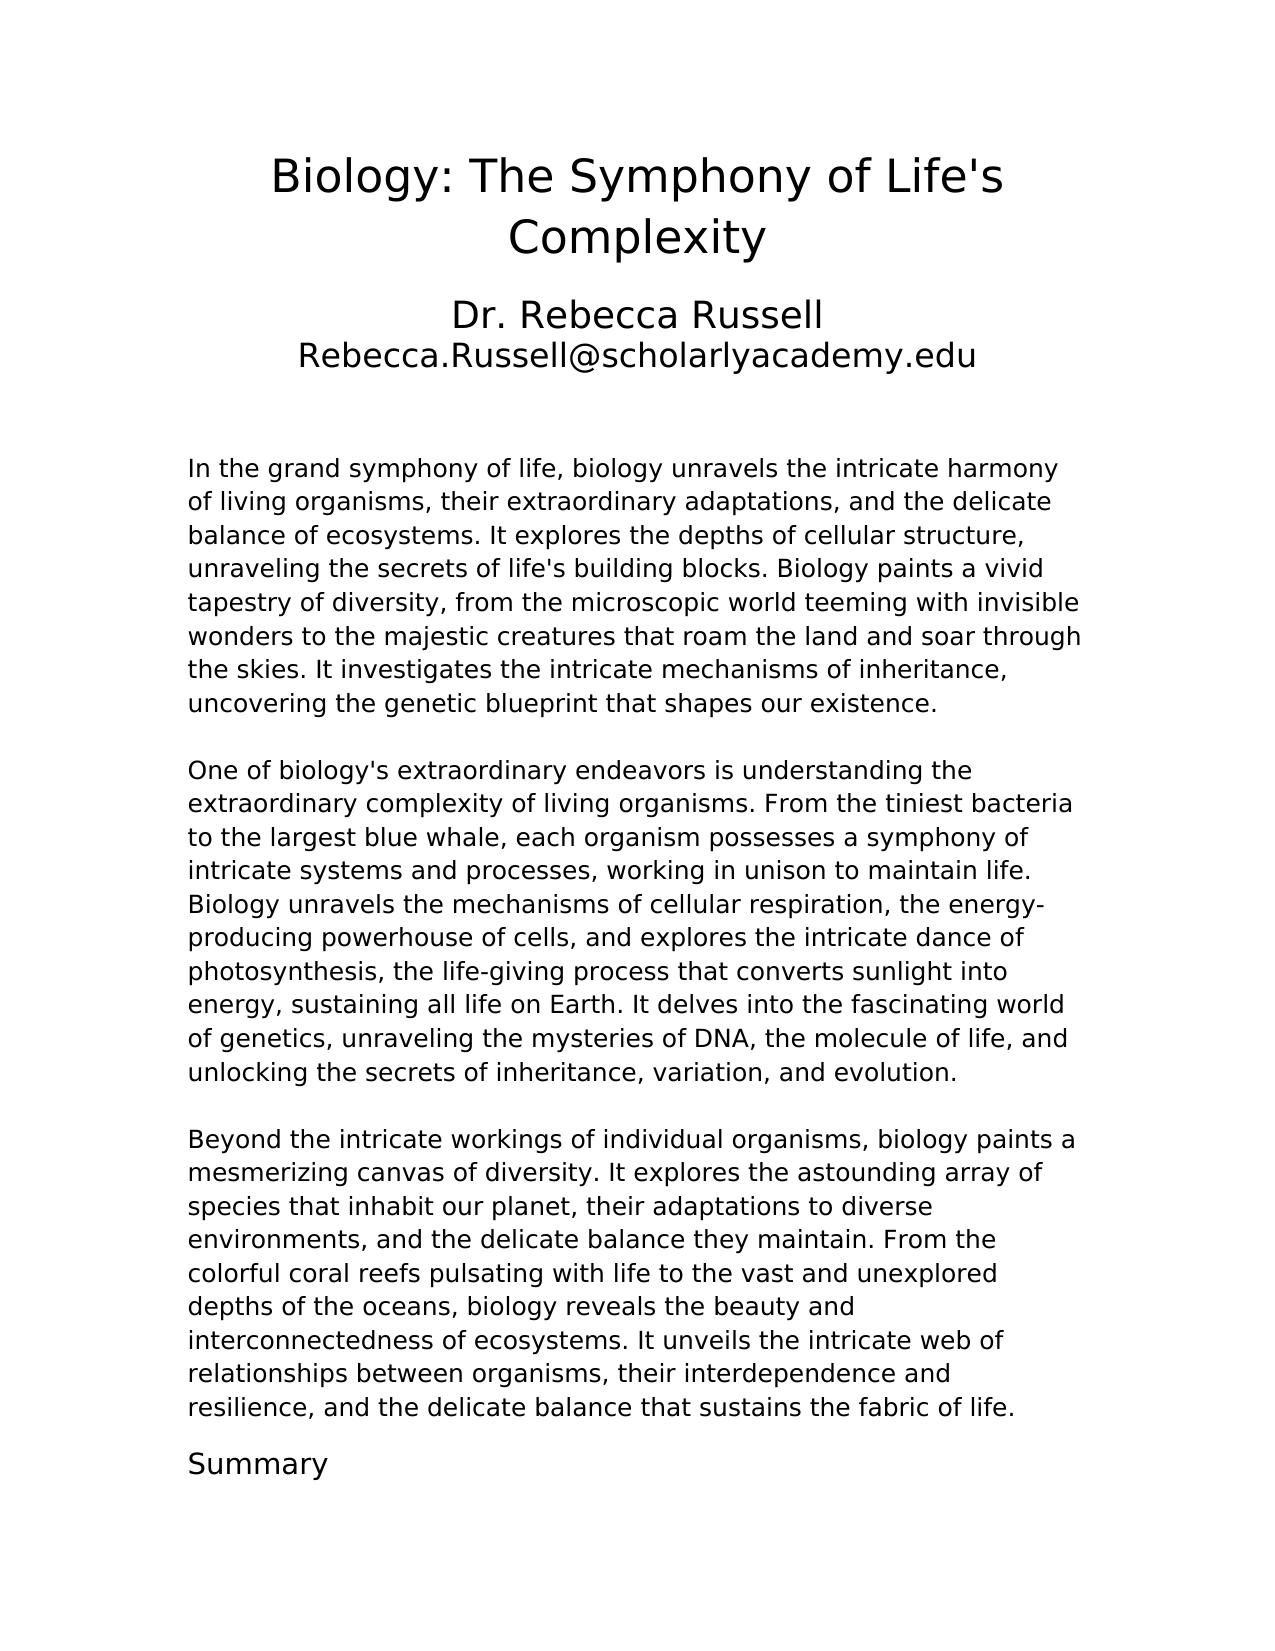 Biology: The Symphony of Life's
Complexity
Dr. Rebecca Russell
Rebecca.Russell@scholarlyacademy.edu
In the grand symphony of life, biology unravels the intricate harmony
of living organisms, their extraordinary adaptations, and the delicate
balance of ecosystems. It explores the depths of cellular structure,
unraveling the secrets of life's building blocks. Biology paints a vivid
tapestry of diversity, from the microscopic world teeming with invisible
wonders to the majestic creatures that roam the land and soar through
the skies. It investigates the intricate mechanisms of inheritance,
uncovering the genetic blueprint that shapes our existence.
One of biology's extraordinary endeavors is understanding the
extraordinary complexity of living organisms. From the tiniest bacteria
to the largest blue whale, each organism possesses a symphony of
intricate systems and processes, working in unison to maintain life.
Biology unravels the mechanisms of cellular respiration, the energy-
producing powerhouse of cells, and explores the intricate dance of
photosynthesis, the life-giving process that converts sunlight into
energy, sustaining all life on Earth. It delves into the fascinating world
of genetics, unraveling the mysteries of DNA, the molecule of life, and
unlocking the secrets of inheritance, variation, and evolution.
Beyond the intricate workings of individual organisms, biology paints a
mesmerizing canvas of diversity. It explores the astounding array of
species that inhabit our planet, their adaptations to diverse
environments, and the delicate balance they maintain. From the
colorful coral reefs pulsating with life to the vast and unexplored
depths of the oceans, biology reveals the beauty and
interconnectedness of ecosystems. It unveils the intricate web of
relationships between organisms, their interdependence and
resilience, and the delicate balance that sustains the fabric of life.
Summary